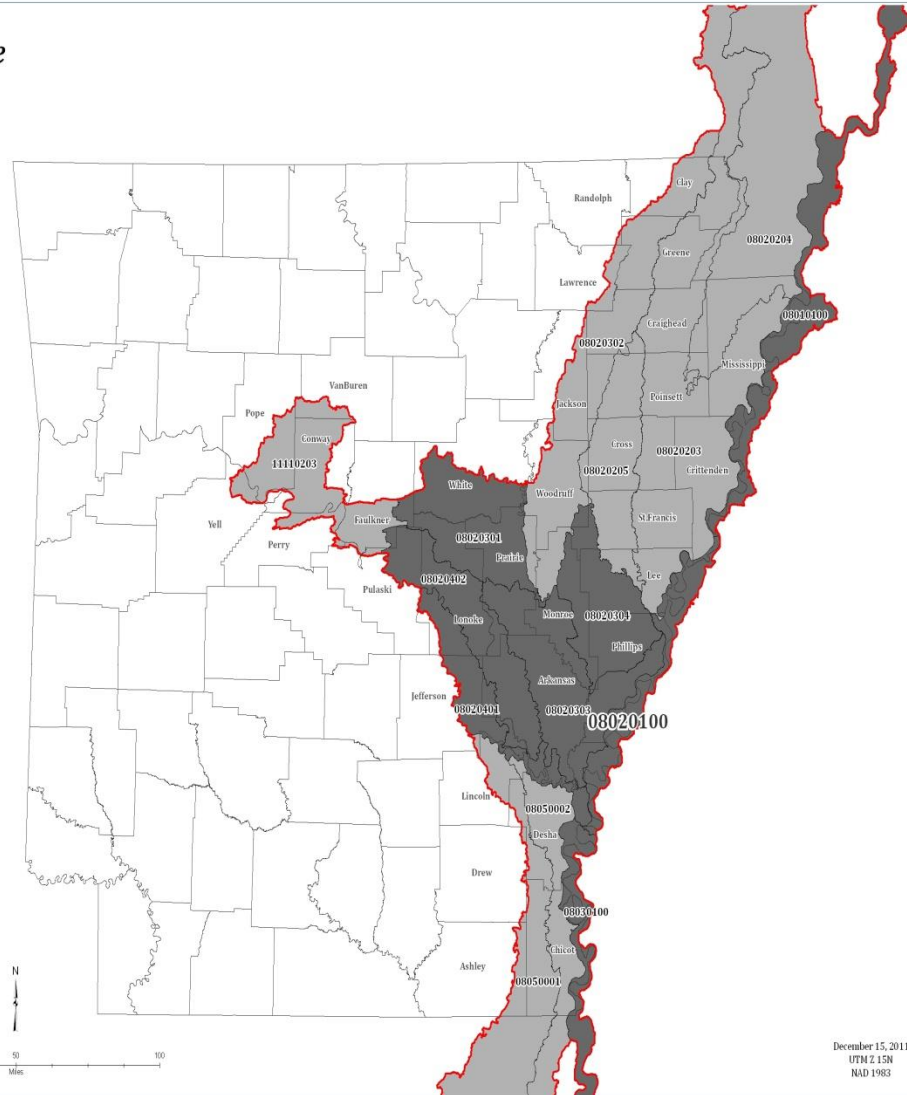 e
Randolph
Clay
08020204
Greene
Lawrence
08010100
Craighead
08020302
Mississippi
VanBuren
Poinsett
Jackson
Pope
Conway
Cross
08020203
11110203
08020205
Crittenden
White
Woodruff
Faulkner
St.Francis
Yell
08020301
Perry
Prairie
Lee
08020402
Pulaski
Monroe
08020304
Lonoke
Phillips
Arkansas
Jefferson
08020401
08020303
08020100
Lincoln
08050002
Desha
Drew
08030100
Chicot
Ashley
08050001
N
50
100
Miles
December 15, 2011
UTM Z 15N
NAD 1983